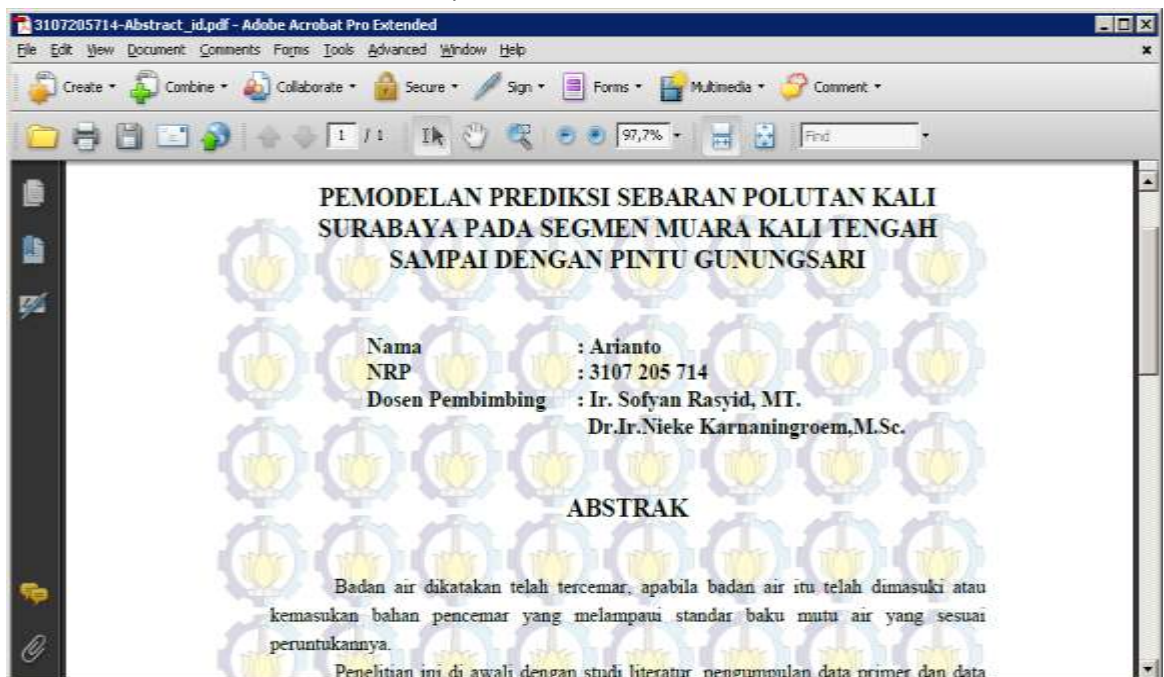 3107205714-Abstract_id.pdf - Adobe Acrobat Pro Extended
File Edit View Document Comments Forms Tools Advanced Window Help
Create Combine Collaborate Secure Sign Forms Multimedia Comment
1 / 1 97,7% Find
PEMODELAN PREDIKSI SEBARAN POLUTAN KALI
SURABAYA PADA SEGMEN MUARA KALI TENGAH
SAMPAI DENGAN PINTU GUNUNGSARI
Nama : Arianto
NRP : 3107 205 714
Dosen Pembimbing : Ir. Sofyan Rasyid, MT.
Dr.Ir.Nieke Karnaningroem,M.Sc.
ABSTRAK
Badan air dikatakan telah tercemar, apabila badan air itu telah dimasuki atau
kemasukan bahan pencemar yang melampaui standar baku mutu air yang sesuai
peruntukannya.
Penelitian ini di awali dengan studi literatur, pengumpulan data primer dan data